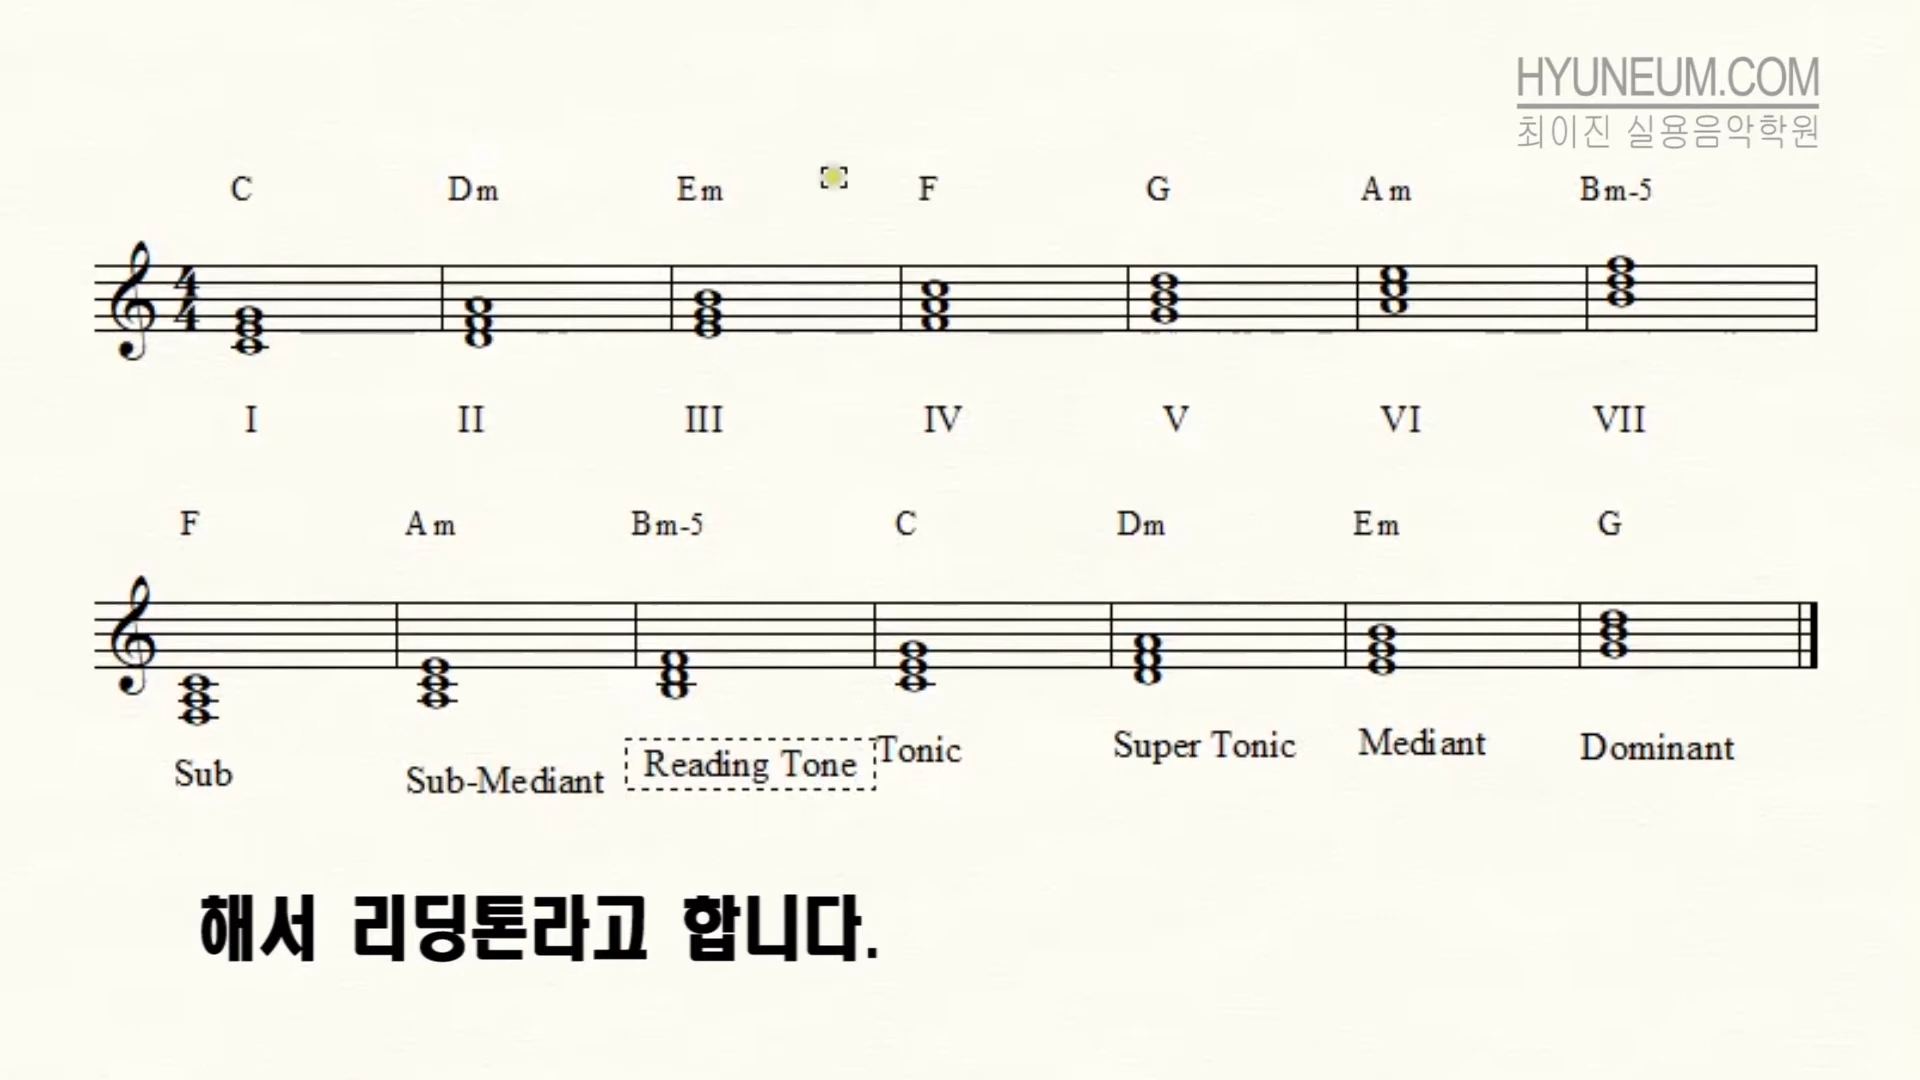 HYUNEUM.COM
최이진 실용음악학원
C Dm Em F G Am Bm-5
4
4
I II III IV V VI VII
F Am Bm-5 C Dm Em G
Sub Sub-Mediant Reading Tone Tonic Super Tonic Mediant Dominant
해서 리딩톤라고 합니다.